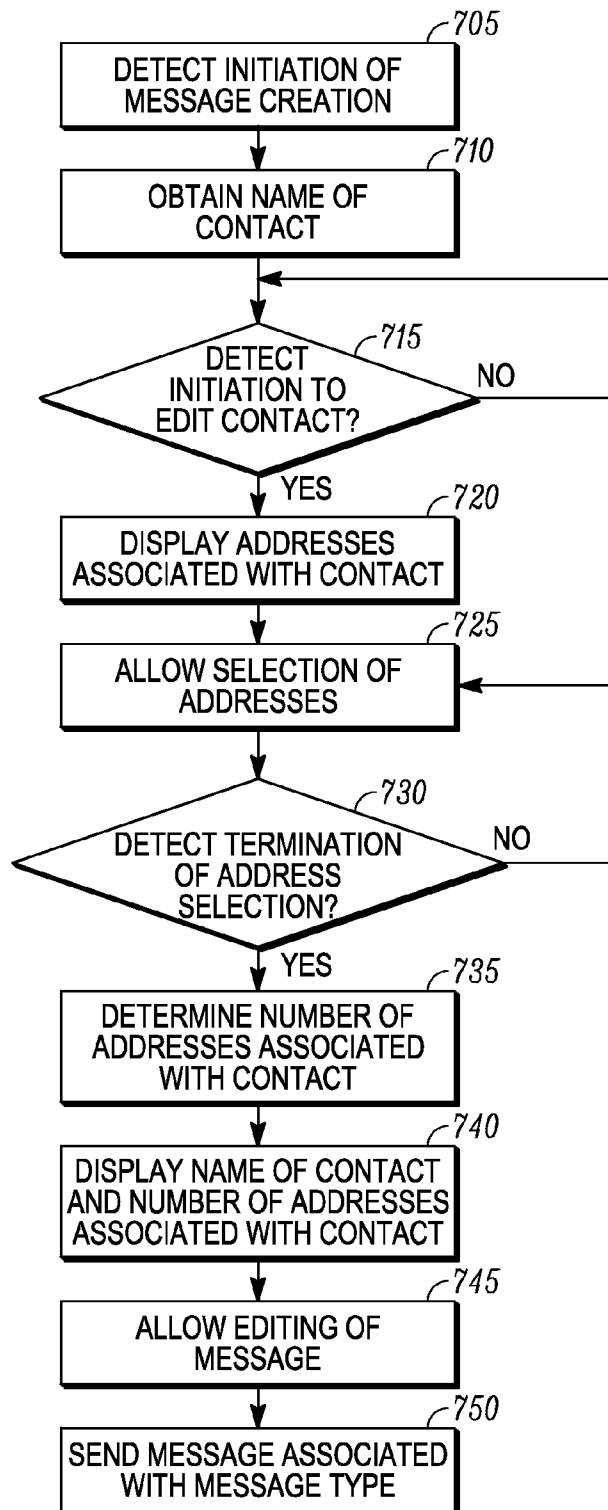 705
DETECT INITIATION OF
MESSAGE CREATION
710
OBTAIN NAME OF
CONTACT
715
DETECT
INITIATION TO
EDIT CONTACT?
NO
YES
720
DISPLAY ADDRESSES
ASSOCIATED WITH CONTACT
725
ALLOW SELECTION OF
ADDRESSES
730
DETECT TERMINATION
OF ADDRESS
SELECTION?
NO
YES
735
DETERMINE NUMBER OF
ADDRESSES ASSOCIATED
WITH CONTACT
740
DISPLAY NAME OF CONTACT
AND NUMBER OF ADDRESSES
ASSOCIATED WITH CONTACT
745
ALLOW EDITING OF
MESSAGE
750
SEND MESSAGE ASSOCIATED
WITH MESSAGE TYPE